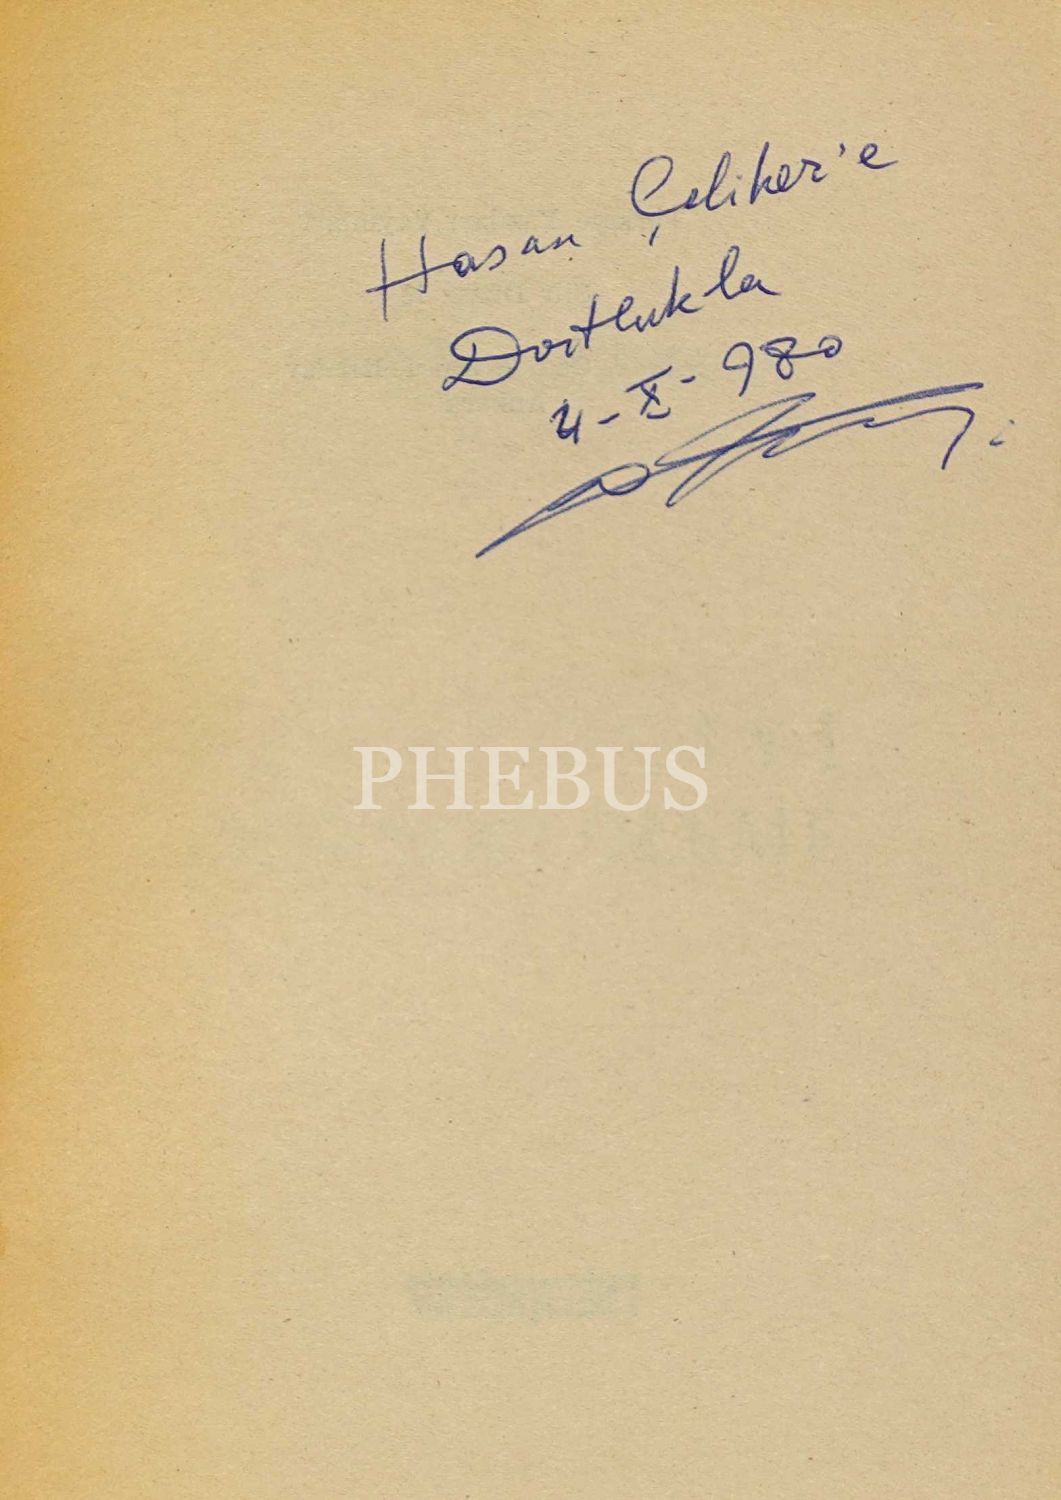 Hasan Çeliker'e
Dostlukla
4-X-980
PHEBUS